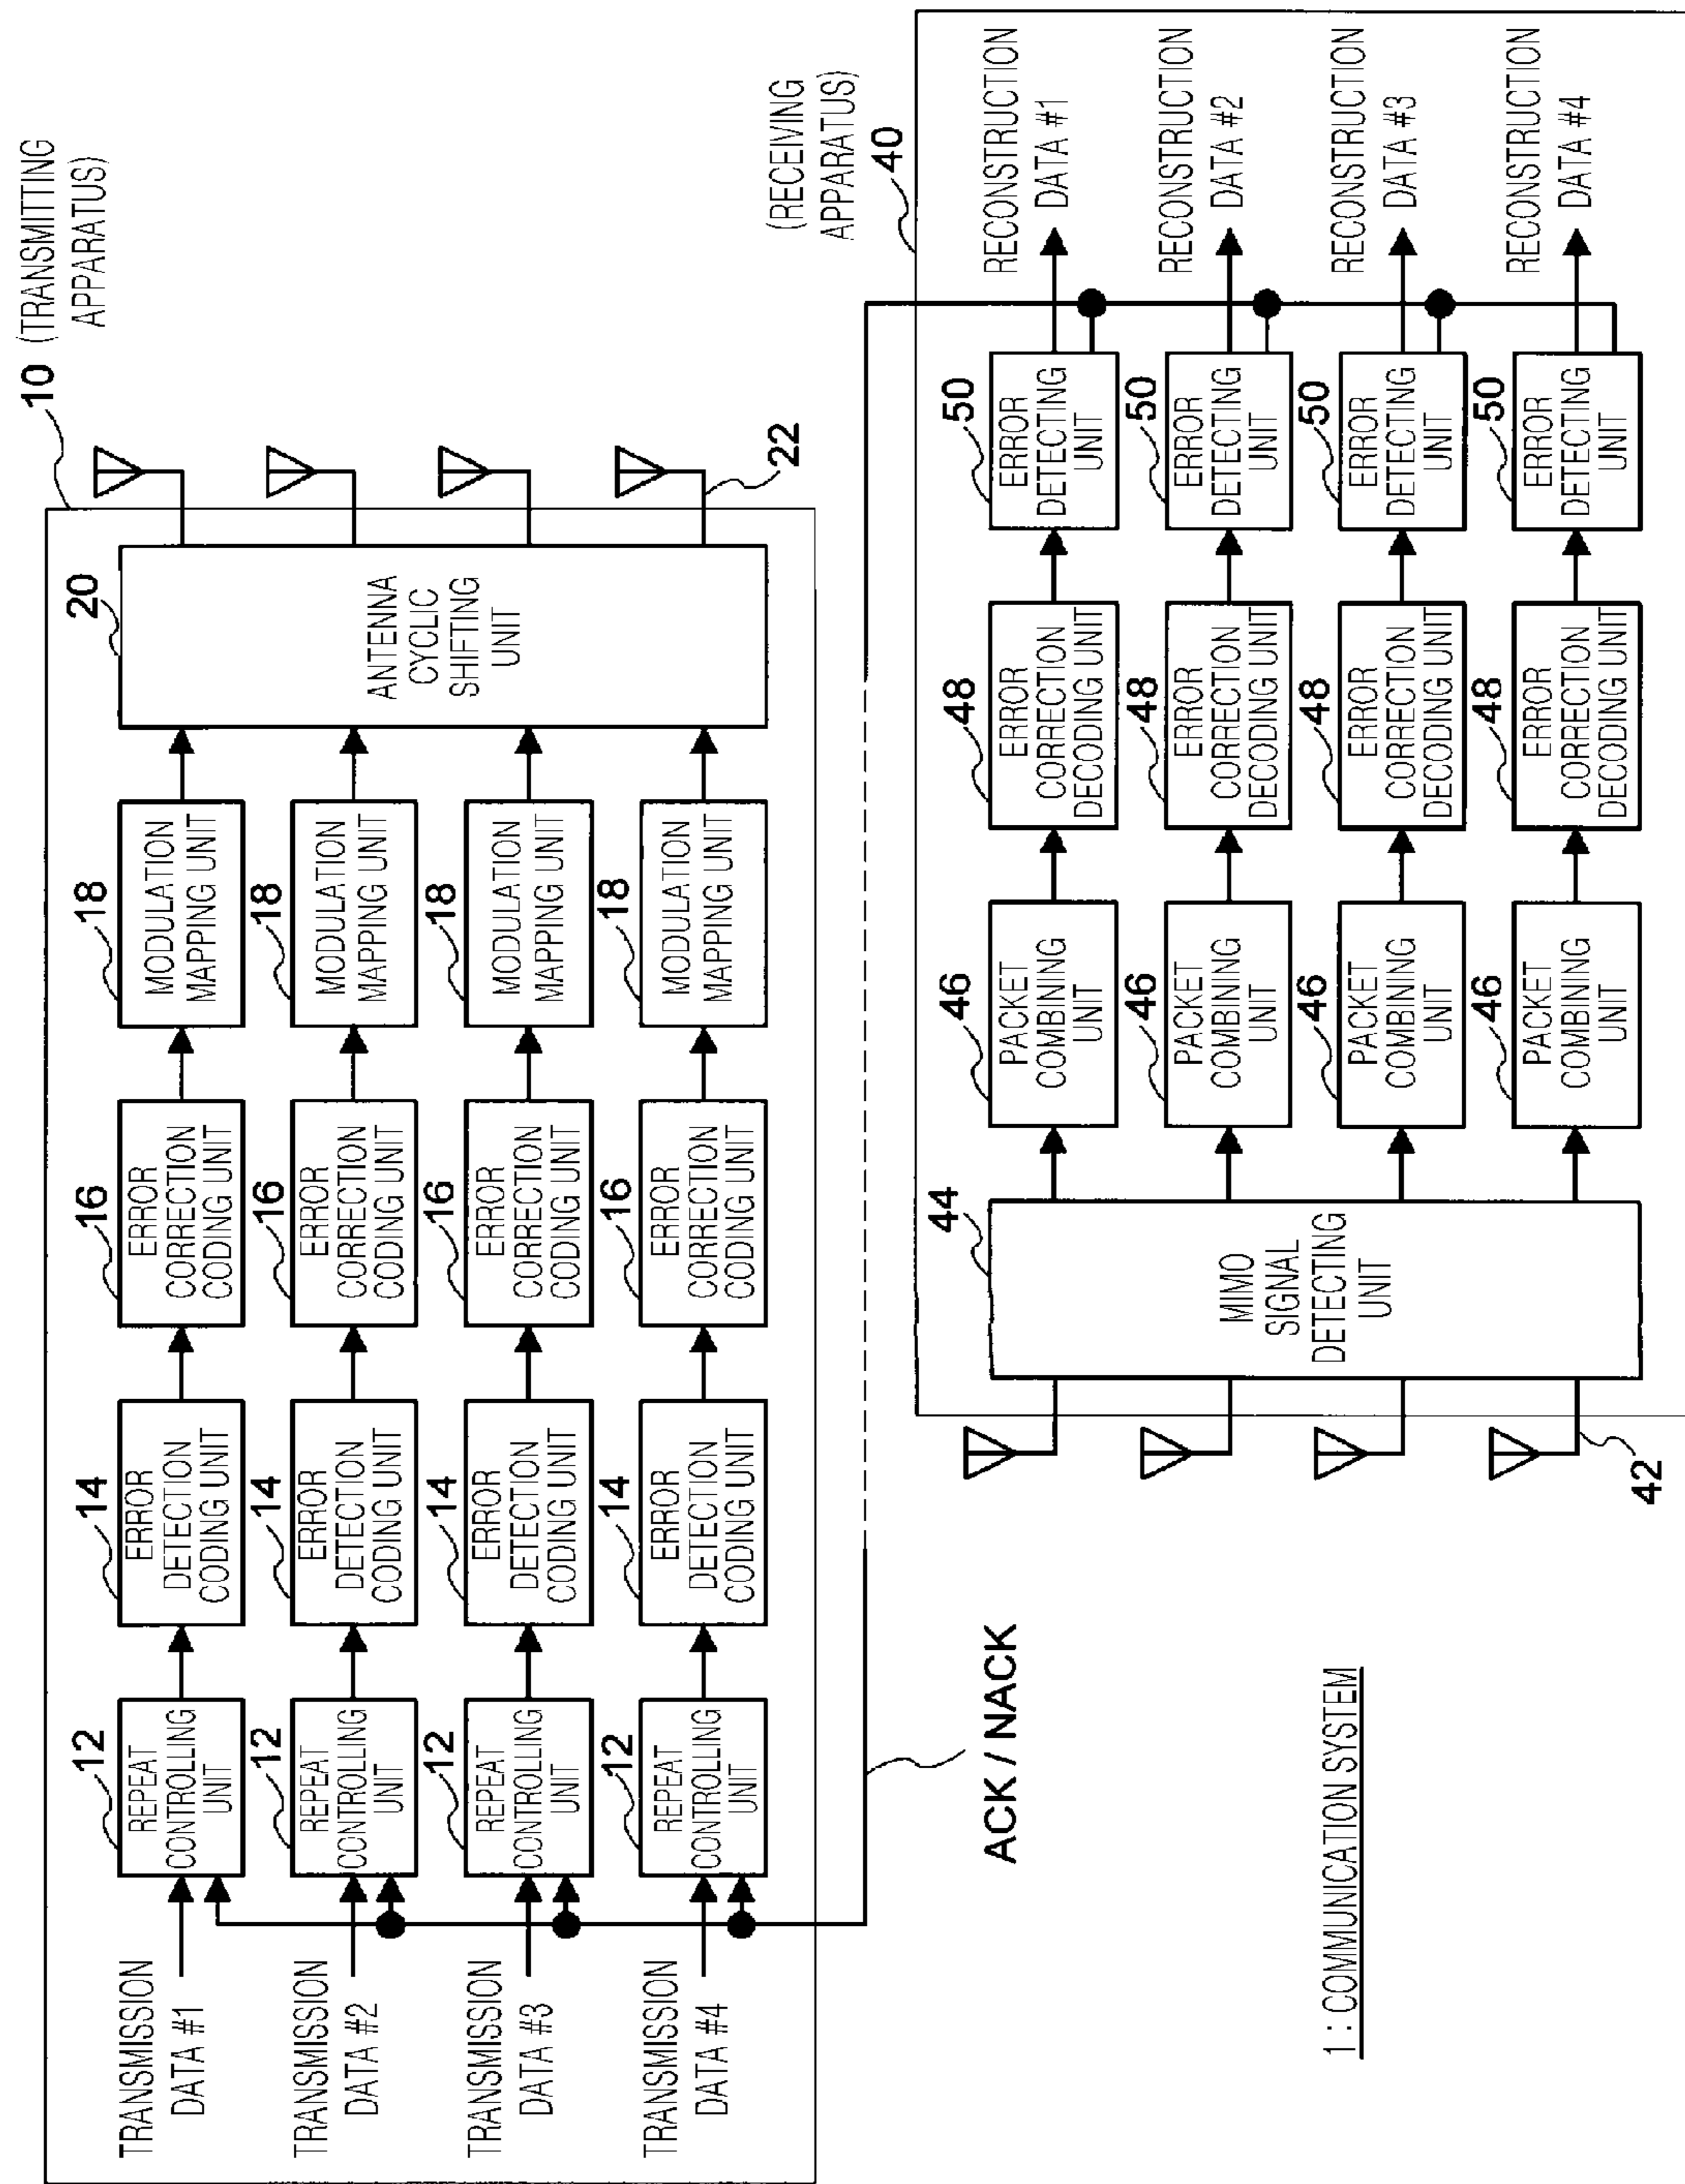 10 (TRANSMITTING
APPARATUS)
TRANSMISSION
DATA #1
12
REPEAT
CONTROLLING
UNIT
14
ERROR
DETECTION
CODING UNIT
16
ERROR
CORRECTION
CODING UNIT
18
MODULATION
MAPPING UNIT
20
ANTENNA
CYCLIC
SHIFTING
UNIT
TRANSMISSION
DATA #2
12
REPEAT
CONTROLLING
UNIT
14
ERROR
DETECTION
CODING UNIT
16
ERROR
CORRECTION
CODING UNIT
18
MODULATION
MAPPING UNIT
TRANSMISSION
DATA #3
12
REPEAT
CONTROLLING
UNIT
14
ERROR
DETECTION
CODING UNIT
16
ERROR
CORRECTION
CODING UNIT
18
MODULATION
MAPPING UNIT
TRANSMISSION
DATA #4
12
REPEAT
CONTROLLING
UNIT
14
ERROR
DETECTION
CODING UNIT
16
ERROR
CORRECTION
CODING UNIT
18
MODULATION
MAPPING UNIT
22
ACK / NACK
(RECEIVING
APPARATUS)
40
44
MIMO
SIGNAL
DETECTING
UNIT
46
PACKET
COMBINING
UNIT
48
ERROR
CORRECTION
DECODING UNIT
50
ERROR
DETECTING
UNIT
RECONSTRUCTION
DATA #1
46
PACKET
COMBINING
UNIT
48
ERROR
CORRECTION
DECODING UNIT
50
ERROR
DETECTING
UNIT
RECONSTRUCTION
DATA #2
46
PACKET
COMBINING
UNIT
48
ERROR
CORRECTION
DECODING UNIT
50
ERROR
DETECTING
UNIT
RECONSTRUCTION
DATA #3
46
PACKET
COMBINING
UNIT
48
ERROR
CORRECTION
DECODING UNIT
50
ERROR
DETECTING
UNIT
RECONSTRUCTION
DATA #4
42
1 : COMMUNICATION SYSTEM